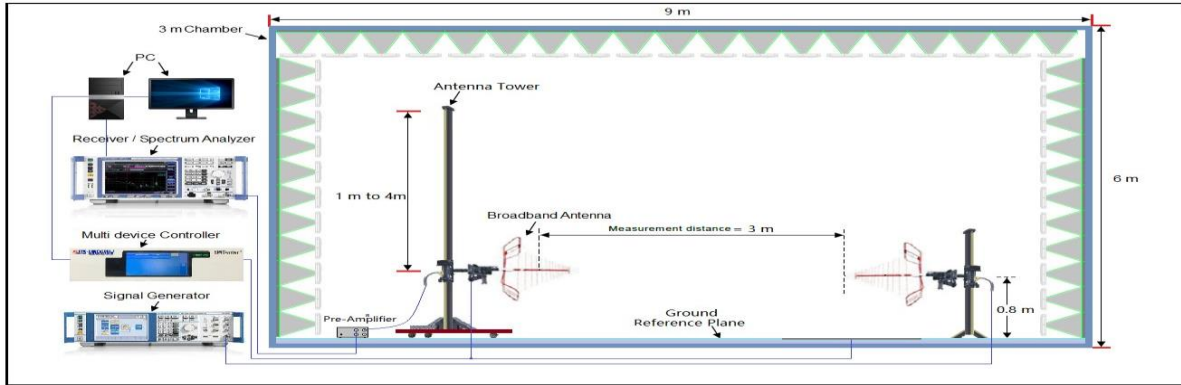 9 m
3 m Chamber
PC
Antenna Tower
Receiver / Spectrum Analyzer
6 m
1 m to 4m
Broadband Antenna
Measurement distance = 3 m
Multi device Controller
Signal Generator
Pre-Amplifier
Ground
Reference Plane
0.8 m